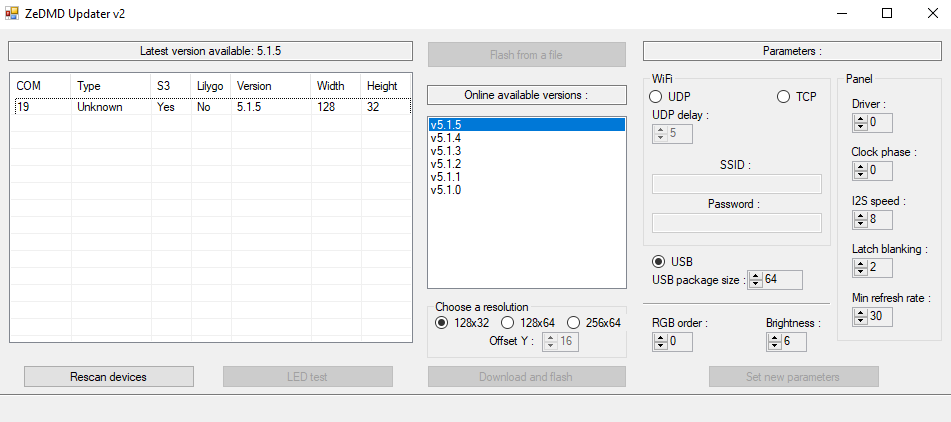 ZeDMD Updater v2
Latest version available: 5.1.5
COM Type S3 Lilygo Version Width Height
19 Unknown Yes No 5.1.5 128 32
Rescan devices
LED test
Flash from a file
Online available versions :
v5.1.5
v5.1.4
v5.1.3
v5.1.2
v5.1.1
v5.1.0
Choose a resolution
128x32 128x64 256x64
Offset Y : 16
Download and flash
Parameters :
WiFi
UDP TCP
UDP delay :
5
SSID :
Password :
USB
USB package size : 64
RGB order : Brightness :
0 6
Panel
Driver :
0
Clock phase :
0
I2S speed :
8
Latch blanking :
2
Min refresh rate :
30
Set new parameters